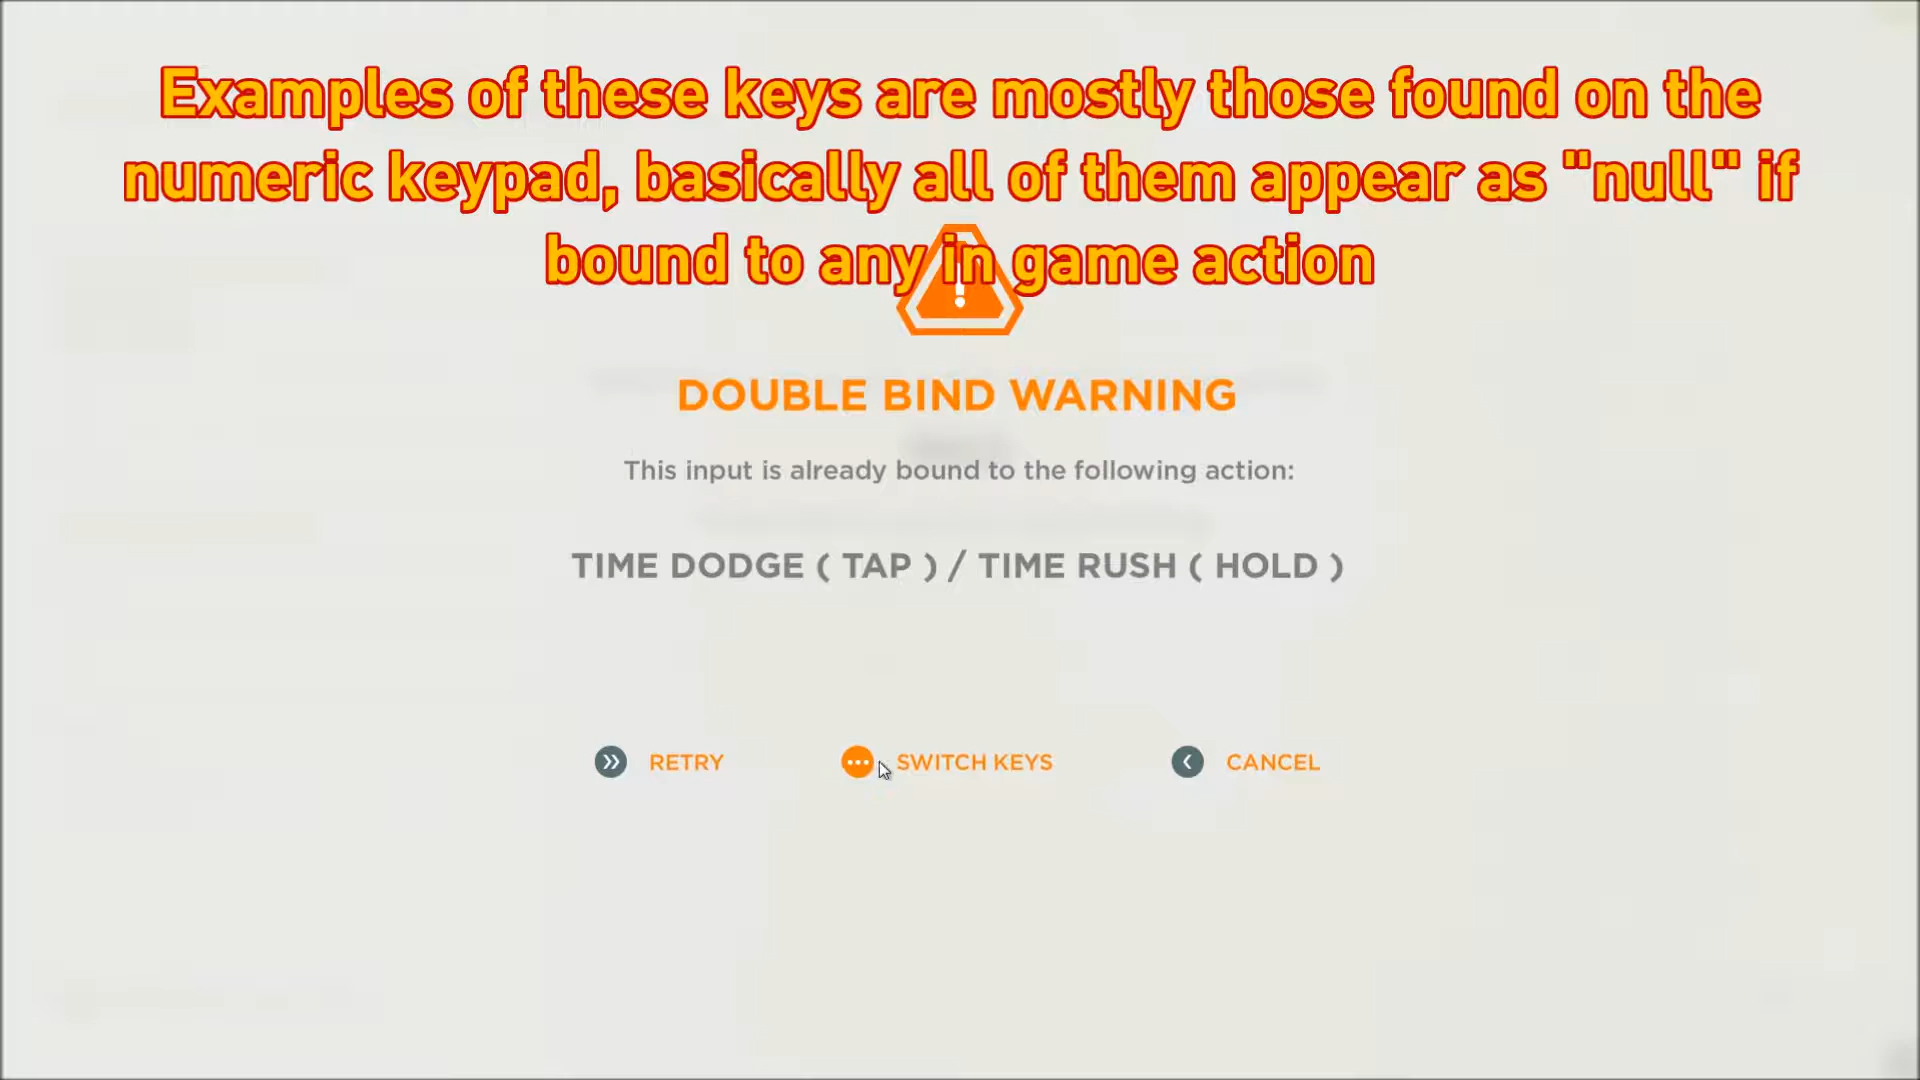 Examples of these keys are mostly those found on the
numeric keypad, basically all of them appear as "null" if
bound to any in game action
DOUBLE BIND WARNING
This input is already bound to the following action:
TIME DODGE ( TAP ) / TIME RUSH ( HOLD )
RETRY
SWITCH KEYS
CANCEL